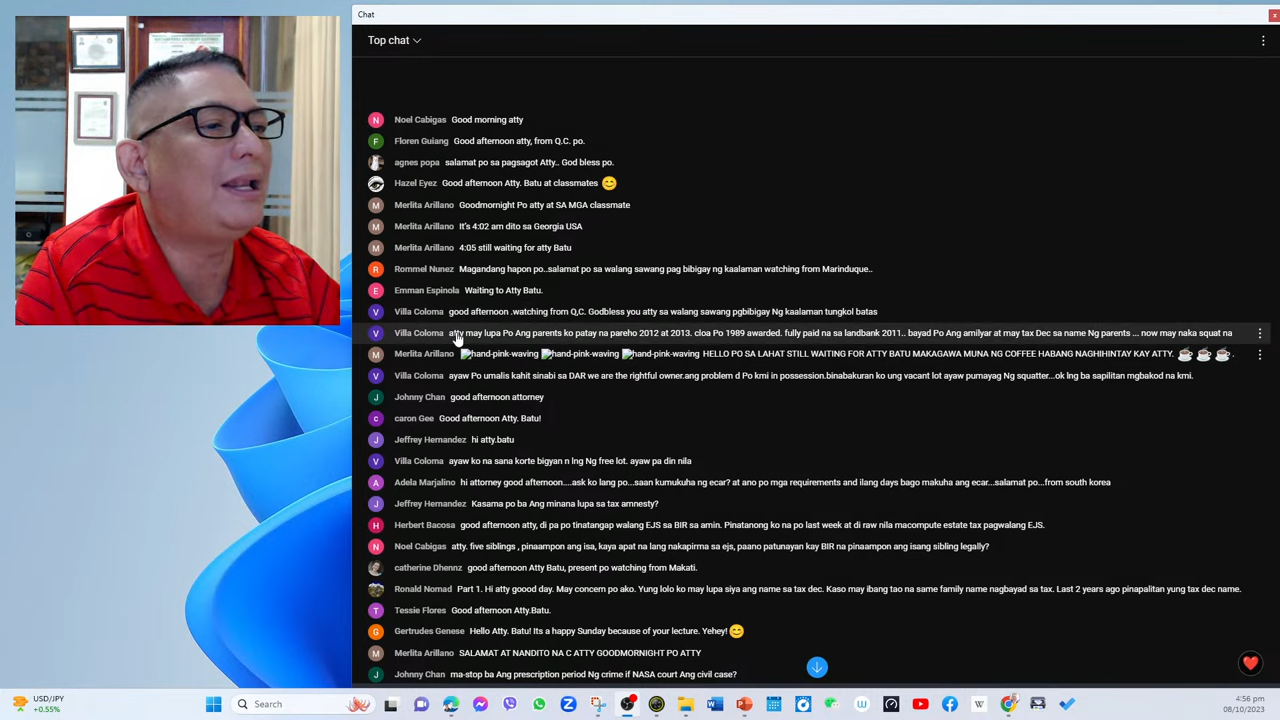 Chat
Top chat
N Noel Cabigas Good morning atty
F Floren Guiang Good afternoon atty, from Q.C. po.
agnes popa salamat po sa pagsagot Atty.. God bless po.
Hazel Eyez Good afternoon Atty. Batu at classmates 😊
M Merlita Arillano Goodmornight Po atty at SA MGA classmate
M Merlita Arillano It's 4:02 am dito sa Georgia USA
M Merlita Arillano 4:05 still waiting for atty Batu
R Rommel Nunez Magandang hapon po..salamat po sa walang sawang pag bibigay ng kaalaman watching from Marinduque..
E Emman Espinola Waiting to Atty Batu.
V Villa Coloma good afternoon .watching from Q,C. Godbless you atty sa walang sawang pgbibigay Ng kaalaman tungkol batas
V Villa Coloma atty may lupa Po Ang parents ko patay na pareho 2012 at 2013. cloa Po 1989 awarded. fully paid na sa landbank 2011.. bayad Po Ang amilyar at may tax Dec sa name Ng parents ... now may naka squat na
M Merlita Arillano hand-pink-waving hand-pink-waving hand-pink-waving HELLO PO SA LAHAT STILL WAITING FOR ATTY BATU MAKAGAWA MUNA NG COFFEE HABANG NAGHIHINTAY KAY ATTY. ☕ ☕ ☕ .
V Villa Coloma ayaw Po umalis kahit sinabi sa DAR we are the rightful owner.ang problem d Po kmi in possession.binabakuran ko ung vacant lot ayaw pumayag Ng squatter...ok lng ba sapilitan mgbakod na kmi.
J Johnny Chan good afternoon attorney
c caron Gee Good afternoon Atty. Batu!
J Jeffrey Hernandez hi atty.batu
V Villa Coloma ayaw ko na sana korte bigyan n lng Ng free lot. ayaw pa din nila
A Adela Marjalino hi attorney good afternoon....ask ko lang po...saan kumukuha ng ecar? at ano po mga requirements and ilang days bago makuha ang ecar...salamat po...from south korea
J Jeffrey Hernandez Kasama po ba Ang minana lupa sa tax amnesty?
H Herbert Bacosa good afternoon atty, di pa po tinatangap walang EJS sa BIR sa amin. Pinatanong ko na po last week at di raw nila macompute estate tax pagwalang EJS.
N Noel Cabigas atty. five siblings , pinaampon ang isa, kaya apat na lang nakapirma sa ejs, paano patunayan kay BIR na pinaampon ang isang sibling legally?
catherine Dhennz good afternoon Atty Batu, present po watching from Makati.
Ronald Nomad Part 1. Hi atty goood day. May concern po ako. Yung lolo ko may lupa siya ang name sa tax dec. Kaso may ibang tao na same family name nagbayad sa tax. Last 2 years ago pinapalitan yung tax dec name.
T Tessie Flores Good afternoon Atty.Batu.
G Gertrudes Genese Hello Atty. Batu! Its a happy Sunday because of your lecture. Yehey! 😊
M Merlita Arillano SALAMAT AT NANDITO NA C ATTY GOODMORNIGHT PO ATTY
J Johnny Chan ma-stop ba Ang prescription period Ng crime if NASA court Ang civil case?
USD/JPY
+0.55%
Search
4:56 pm
08/10/2023